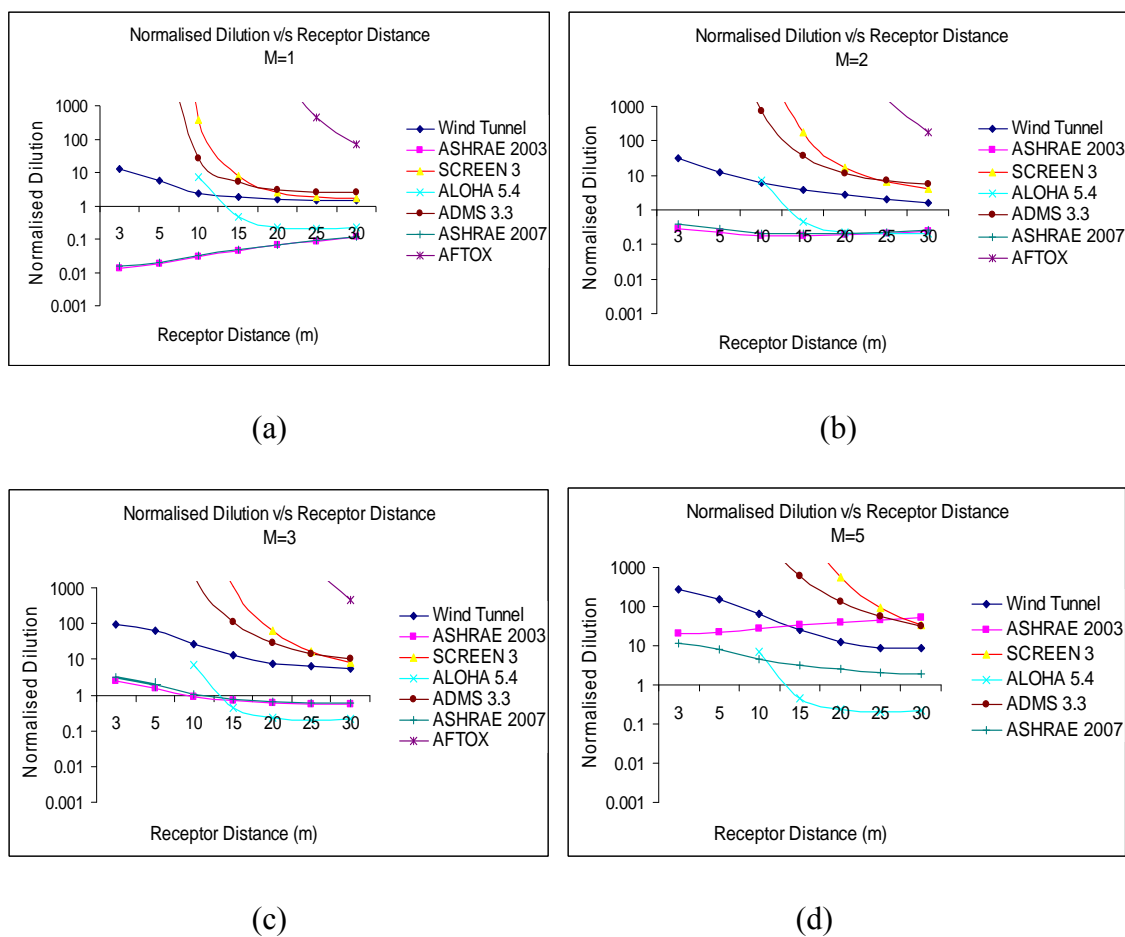 Normalised Dilution v/s Receptor Distance
M=1
Normalised Dilution
1000
100
10
1
0.1
0.01
0.001
3 5 10 15 20 25 30
Receptor Distance (m)
Wind Tunnel
ASHRAE 2003
SCREEN 3
ALOHA 5.4
ADMS 3.3
ASHRAE 2007
AFTOX
(a)
Normalised Dilution v/s Receptor Distance
M=2
Normalised Dilution
1000
100
10
1
0.1
0.01
0.001
3 5 10 15 20 25 30
Receptor Distance (m)
Wind Tunnel
ASHRAE 2003
SCREEN 3
ALOHA 5.4
ADMS 3.3
ASHRAE 2007
AFTOX
(b)
Normalised Dilution v/s Receptor Distance
M=3
Normalised Dilution
1000
100
10
1
0.1
0.01
0.001
3 5 10 15 20 25 30
Receptor Distance (m)
Wind Tunnel
ASHRAE 2003
SCREEN 3
ALOHA 5.4
ADMS 3.3
ASHRAE 2007
AFTOX
(c)
Normalised Dilution v/s Receptor Distance
M=5
Normalised Dilution
1000
100
10
1
0.1
0.01
0.001
3 5 10 15 20 25 30
Receptor Distance (m)
Wind Tunnel
ASHRAE 2003
SCREEN 3
ALOHA 5.4
ADMS 3.3
ASHRAE 2007
(d)